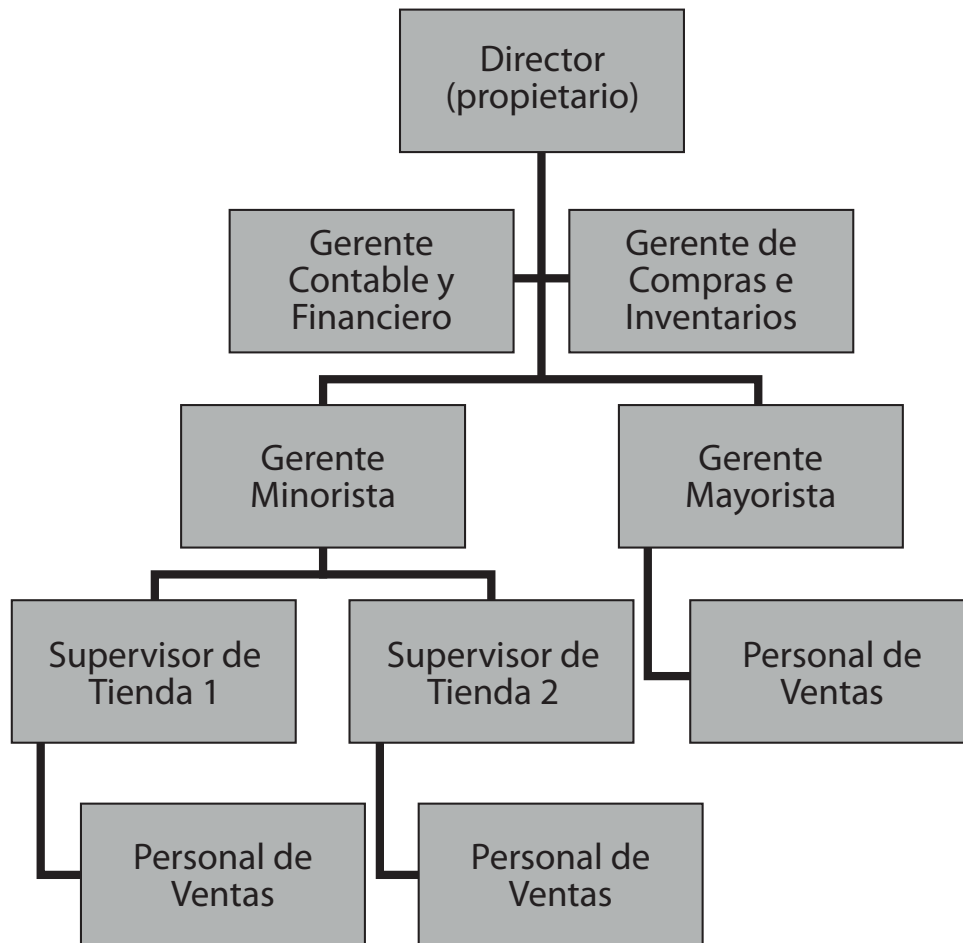 Director
(propietario)
Gerente
Contable y
Financiero
Gerente de
Compras e
Inventarios
Gerente
Minorista
Gerente
Mayorista
Supervisor de
Tienda 1
Supervisor de
Tienda 2
Personal de
Ventas
Personal de
Ventas
Personal de
Ventas